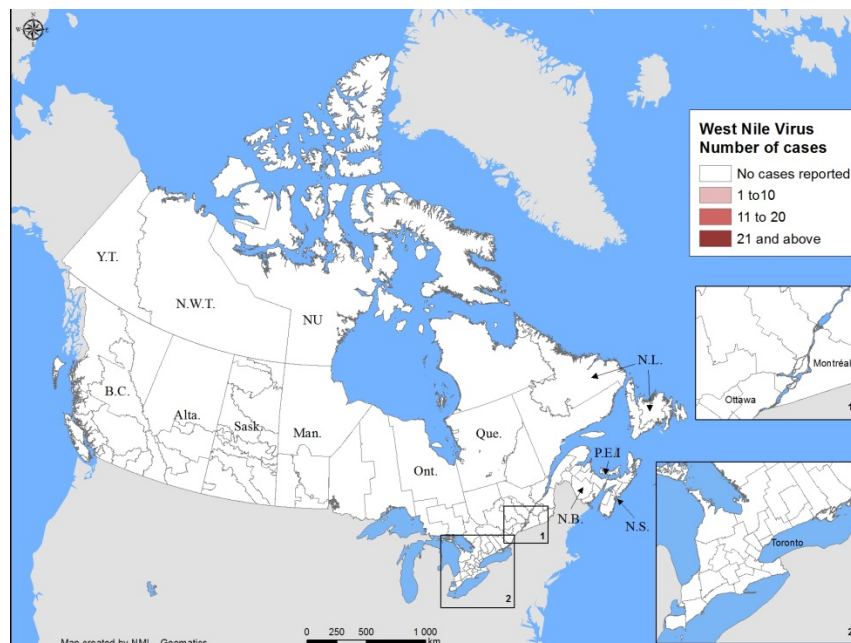 N
W
E
S
West Nile Virus
Number of cases
No cases reported
1 to10
11 to 20
21 and above
Y.T.
N.W.T.
NU
B.C.
Alta.
Sask.
Man.
Ont.
Que.
N.L.
P.E.I
N.B.
N.S.
1
2
Montréal
Ottawa
1
Toronto
2
0 250 500 1 000
km
Map created by NML - Geomatics